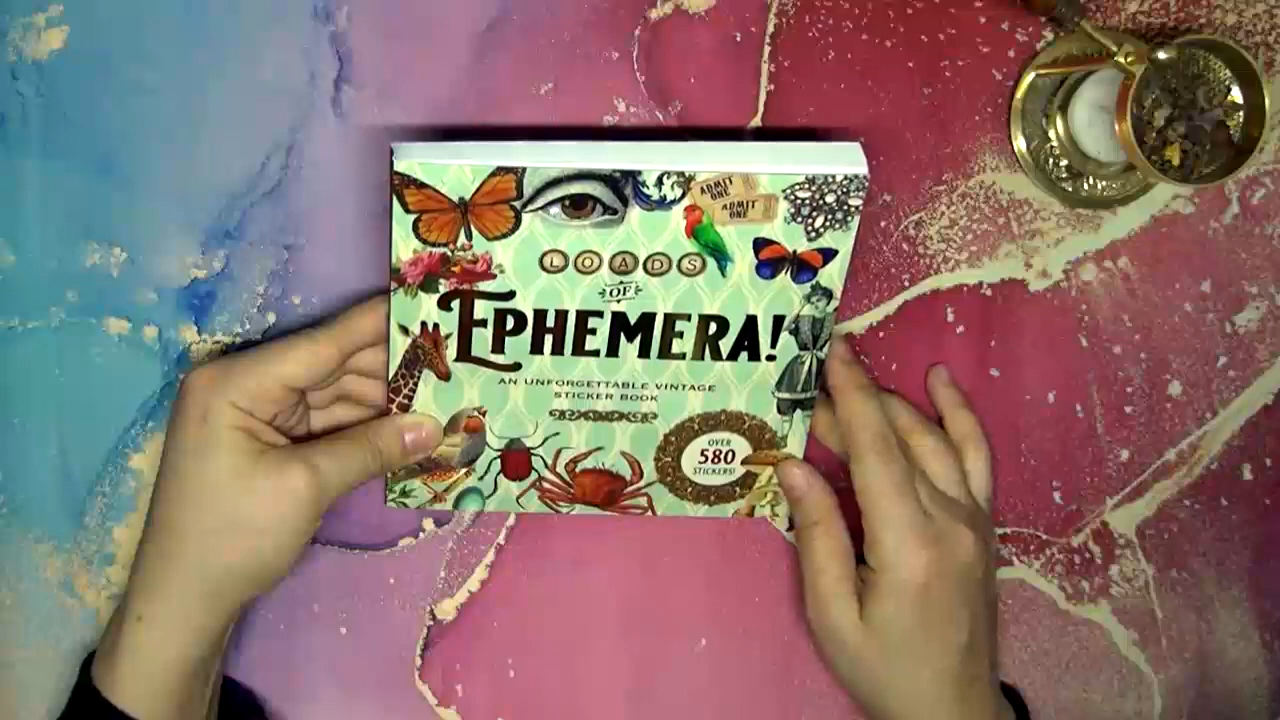 ADMIT
ONE
ADMIT
ONE
LOADS
OF
EPHEMERA!
AN UNFORGETTABLE VINTAGE
STICKER BOOK
OVER
580
STICKERS!